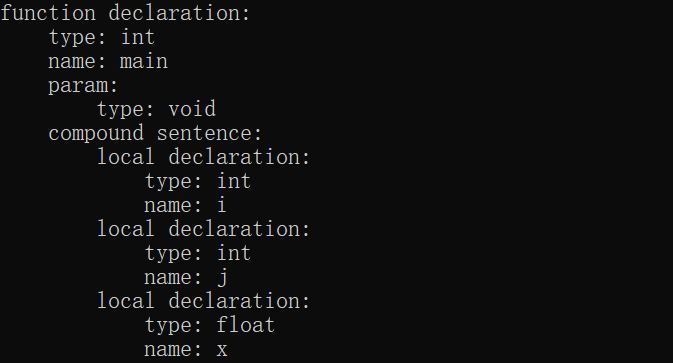 function declaration:
    type: int
    name: main
    param:
        type: void
    compound sentence:
        local declaration:
            type: int
            name: i
        local declaration:
            type: int
            name: j
        local declaration:
            type: float
            name: x